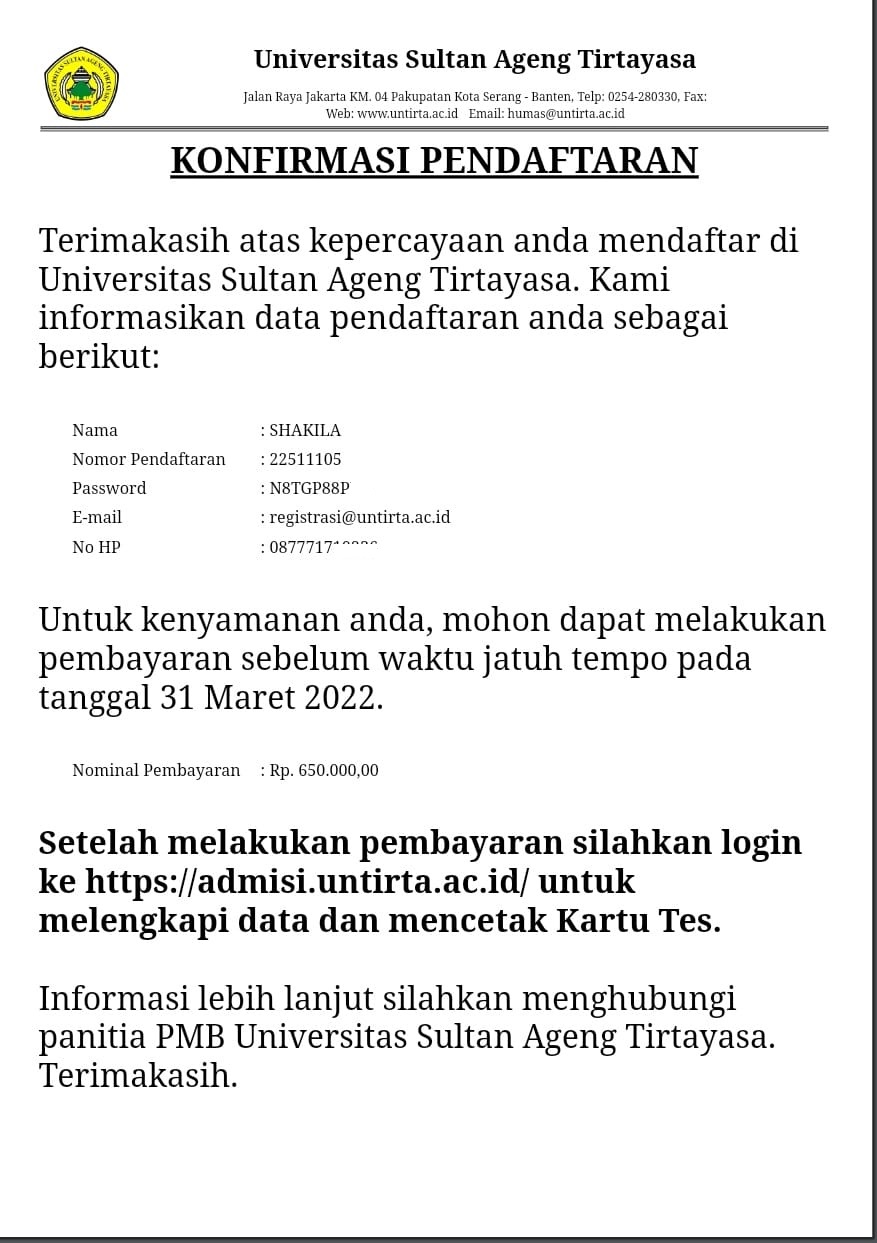 Universitas Sultan Ageng Tirtayasa
Jalan Raya Jakarta KM. 04 Pakupatan Kota Serang - Banten, Telp: 0254-280330, Fax:
Web: www.untirta.ac.id Email: humas@untirta.ac.id
UNIVERSITAS SULTAN AGENG TIRTAYASA
KONFIRMASI PENDAFTARAN
Terimakasih atas kepercayaan anda mendaftar di
Universitas Sultan Ageng Tirtayasa. Kami
informasikan data pendaftaran anda sebagai
berikut:
Nama : SHAKILA
Nomor Pendaftaran : 22511105
Password : N8TGP88P
E-mail : registrasi@untirta.ac.id
No HP :
Untuk kenyamanan anda, mohon dapat melakukan
pembayaran sebelum waktu jatuh tempo pada
tanggal 31 Maret 2022.
Nominal Pembayaran : Rp. 650.000,00
Setelah melakukan pembayaran silahkan login
ke https://admisi.untirta.ac.id/ untuk
melengkapi data dan mencetak Kartu Tes.
Informasi lebih lanjut silahkan menghubungi
panitia PMB Universitas Sultan Ageng Tirtayasa.
Terimakasih.